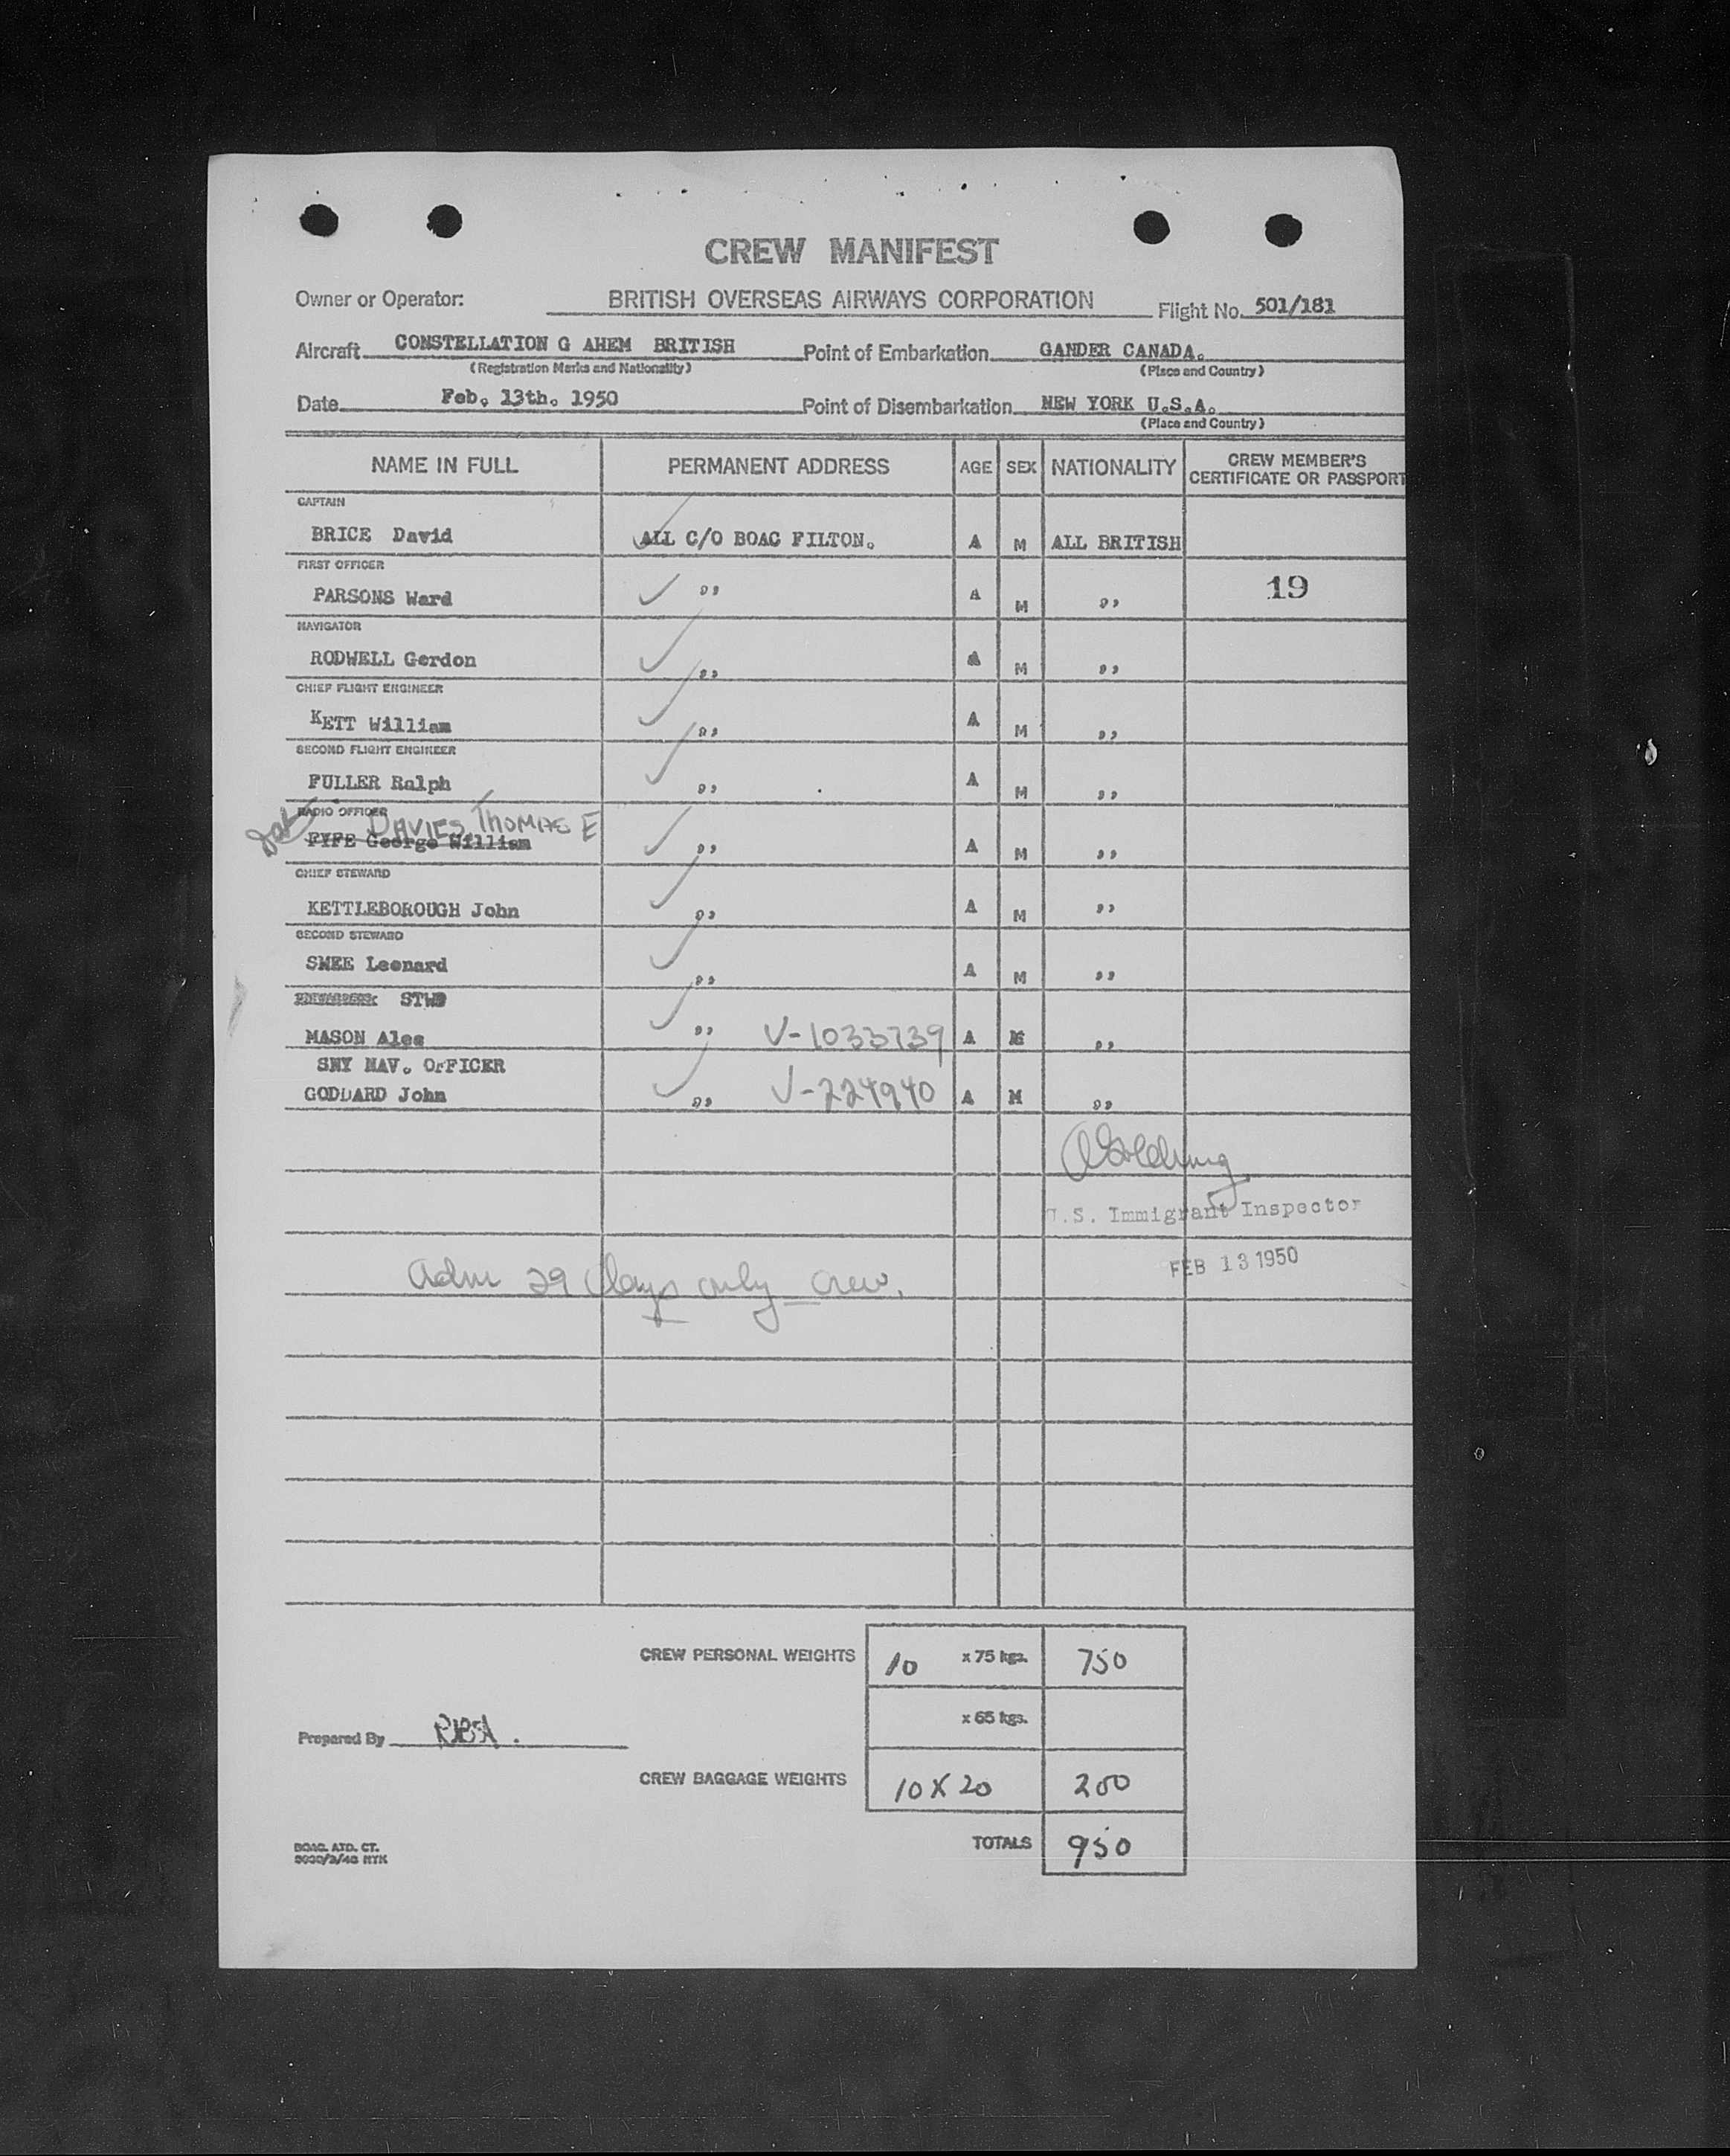 CREW MANIFEST
Owner or Operator: BRITISH OVERSEAS AIRWAYS CORPORATION Flight No. 501/181
Aircraft CONSTELLATION G AHEM BRITISH Point of Embarkation GANDER CANADA.
(Registration Marks and Nationality) (Place and Country)
Date Feb. 13th. 1950 Point of Disembarkation NEW YORK U.S.A.
(Place and Country)
NAME IN FULL PERMANENT ADDRESS AGE SEX NATIONALITY CREW MEMBER'S CERTIFICATE OR PASSPORT
CAPTAIN
BRICE David ALL C/O BOAC FILTON. A M ALL BRITISH
FIRST OFFICER
PARSONS Ward ,, A M ,, 19
NAVIGATOR
RODWELL Gordon ,, A M ,,
CHIEF FLIGHT ENGINEER
KETT William ,, A M ,,
SECOND FLIGHT ENGINEER
FULLER Ralph ,, A M ,,
RADIO OFFICER
DAVIES THOMAS E
FYFE George William ,, A M ,,
CHIEF STEWARD
KETTLEBOROUGH John ,, A M ,,
SECOND STEWARD
SMEE Leonard ,, A M ,,
STWD
MASON Alec ,, V-1033739 A M ,,
SNY NAV. OFFICER
GODDARD John ,, V-224940 A M ,,
U.S. Immigrant Inspector
FEB 13 1950
Adm 29 days only crew.
CREW PERSONAL WEIGHTS 10 x 75 kgs. 750
x 65 kgs.
Prepared By
CREW BAGGAGE WEIGHTS 10 X 20 200
TOTALS 950
BOAC. ATD. CT.